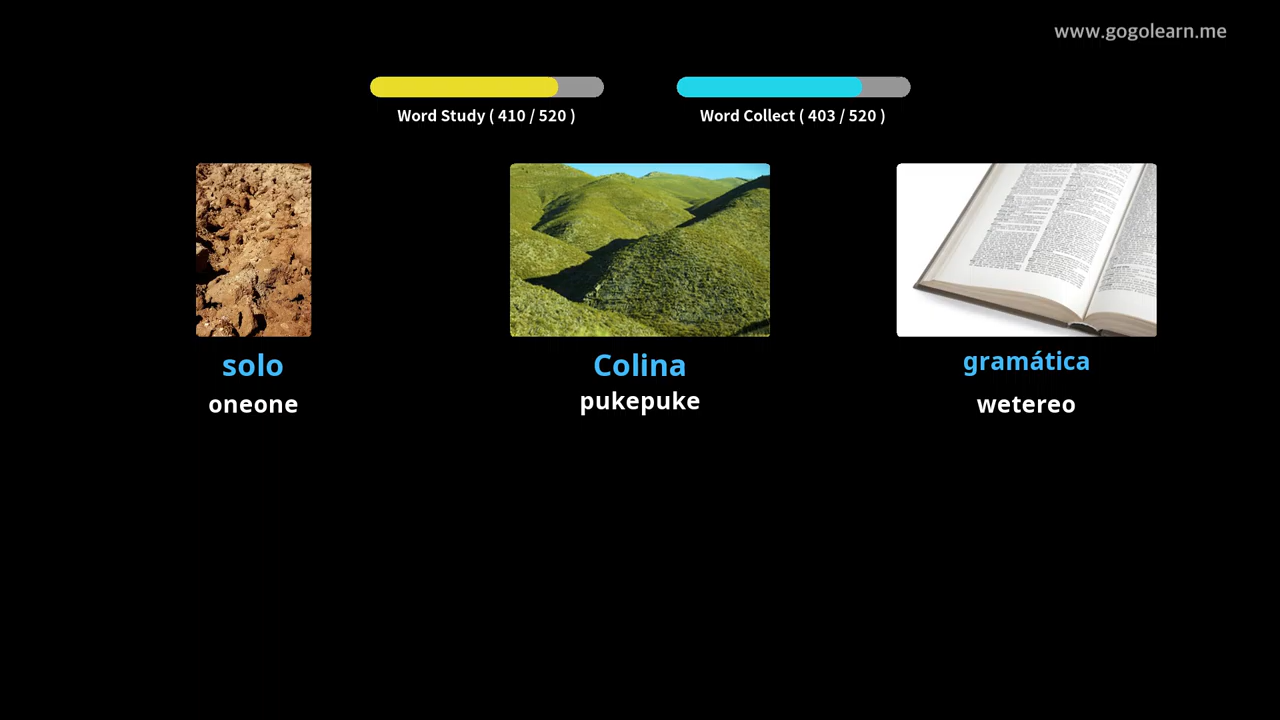 www.gogolearn.me
Word Study ( 410 / 520 )
Word Collect ( 403 / 520 )
solo
oneone
Colina
pukepuke
gramática
wetereo